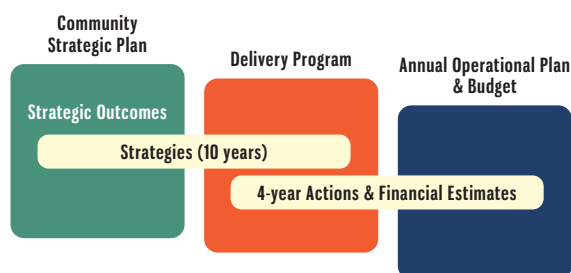 Community
Strategic Plan
Delivery Program
Annual Operational Plan
& Budget
Strategic Outcomes
Strategies (10 years)
4-year Actions & Financial Estimates